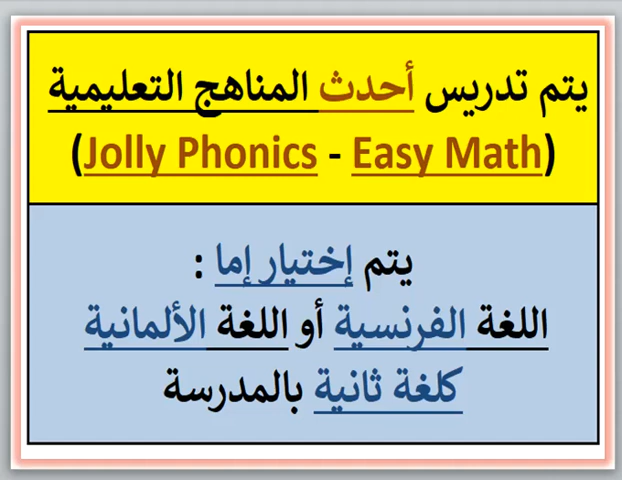 يتم تدريس أحدث المناهج التعليمية
(Jolly Phonics - Easy Math)
يتم إختيار إما :
اللغة الفرنسية أو اللغة الألمانية
كلغة ثانية بالمدرسة